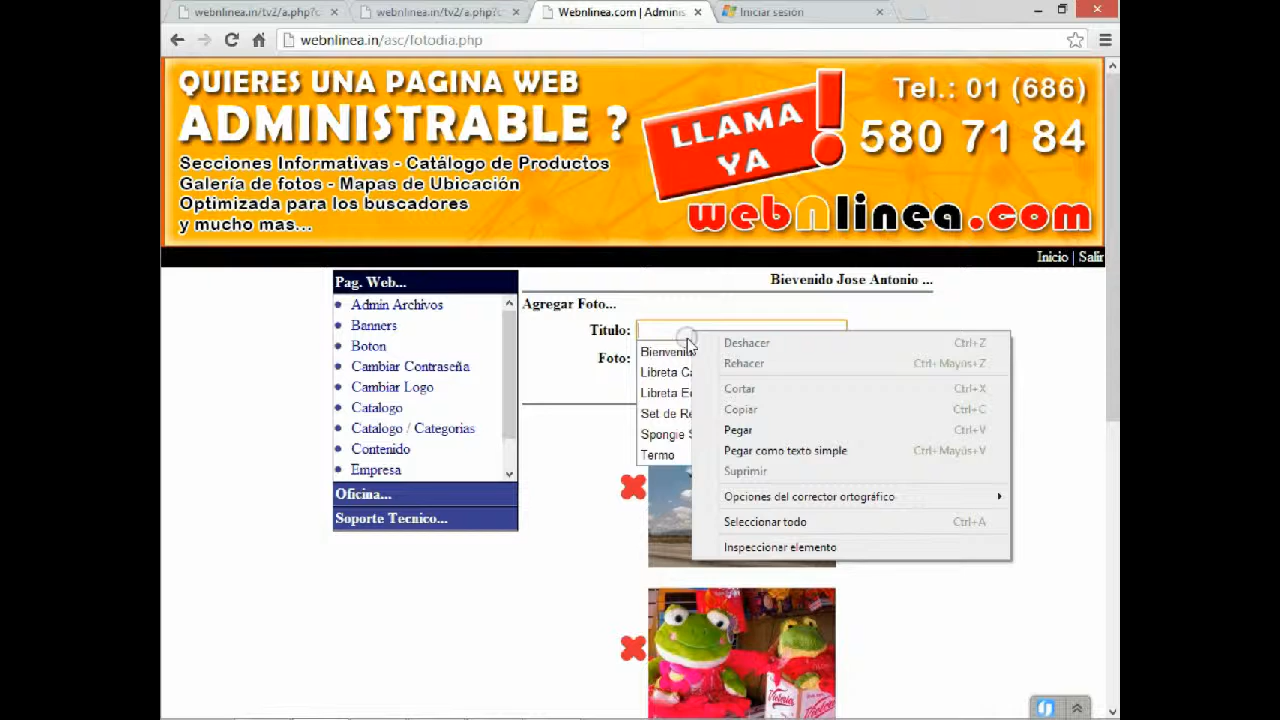 webnlinea.in/tv2/a.php?c
webnlinea.in/tv2/a.php?c
Webnlinea.com | Adminis
Iniciar sesión
webnlinea.in/asc/fotodia.php
QUIERES UNA PAGINA WEB
ADMINISTRABLE ?
Secciones Informativas - Catálogo de Productos
Galería de fotos - Mapas de Ubicación
Optimizada para los buscadores
y mucho mas...
LLAMA
YA
Tel.: 01 (686)
580 71 84
webNlinea.com
Inicio | Salir
Pag. Web...
Admin Archivos
Banners
Boton
Cambiar Contraseña
Cambiar Logo
Catalogo
Catalogo / Categorias
Contenido
Empresa
Oficina...
Soporte Tecnico...
Bievenido Jose Antonio ...
Agregar Foto...
Titulo:
Foto:
Libreta
Set de
Spongie
Termo
Deshacer Ctrl+Z
Rehacer Ctrl+Mayús+Z
Cortar Ctrl+X
Copiar Ctrl+C
Pegar Ctrl+V
Pegar como texto simple Ctrl+Mayús+V
Suprimir
Opciones del corrector ortográfico
Seleccionar todo Ctrl+A
Inspeccionar elemento